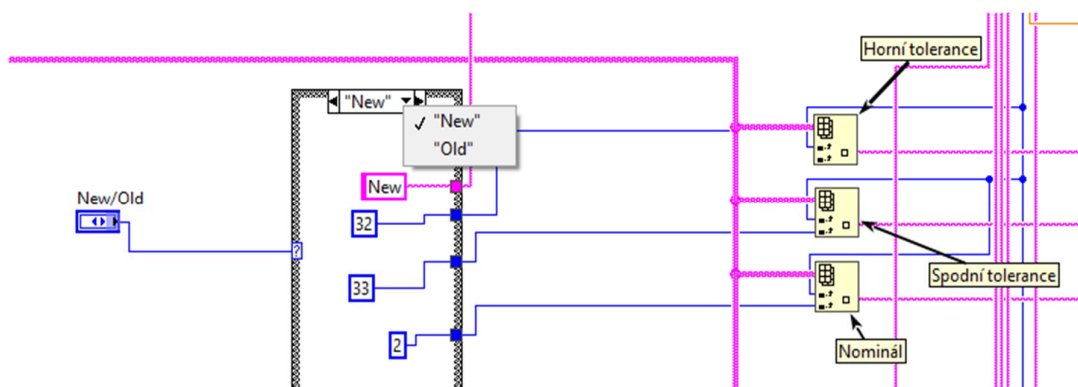 Horní tolerance
"New"
"New"
"Old"
New
New/Old
32
?
Spodní tolerance
33
2
Nominál